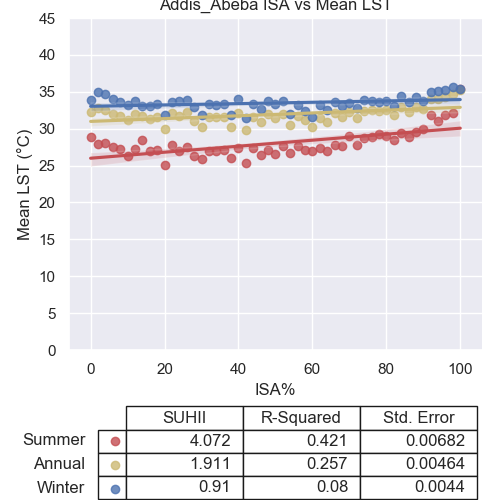 Addis_Abeba ISA vs Mean LST
45
40
35
30
25
20
15
10
5
0
Mean LST (°C)
0 20 40 60 80 100
ISA%
SUHII R-Squared Std. Error
Summer 4.072 0.421 0.00682
Annual 1.911 0.257 0.00464
Winter 0.91 0.08 0.0044